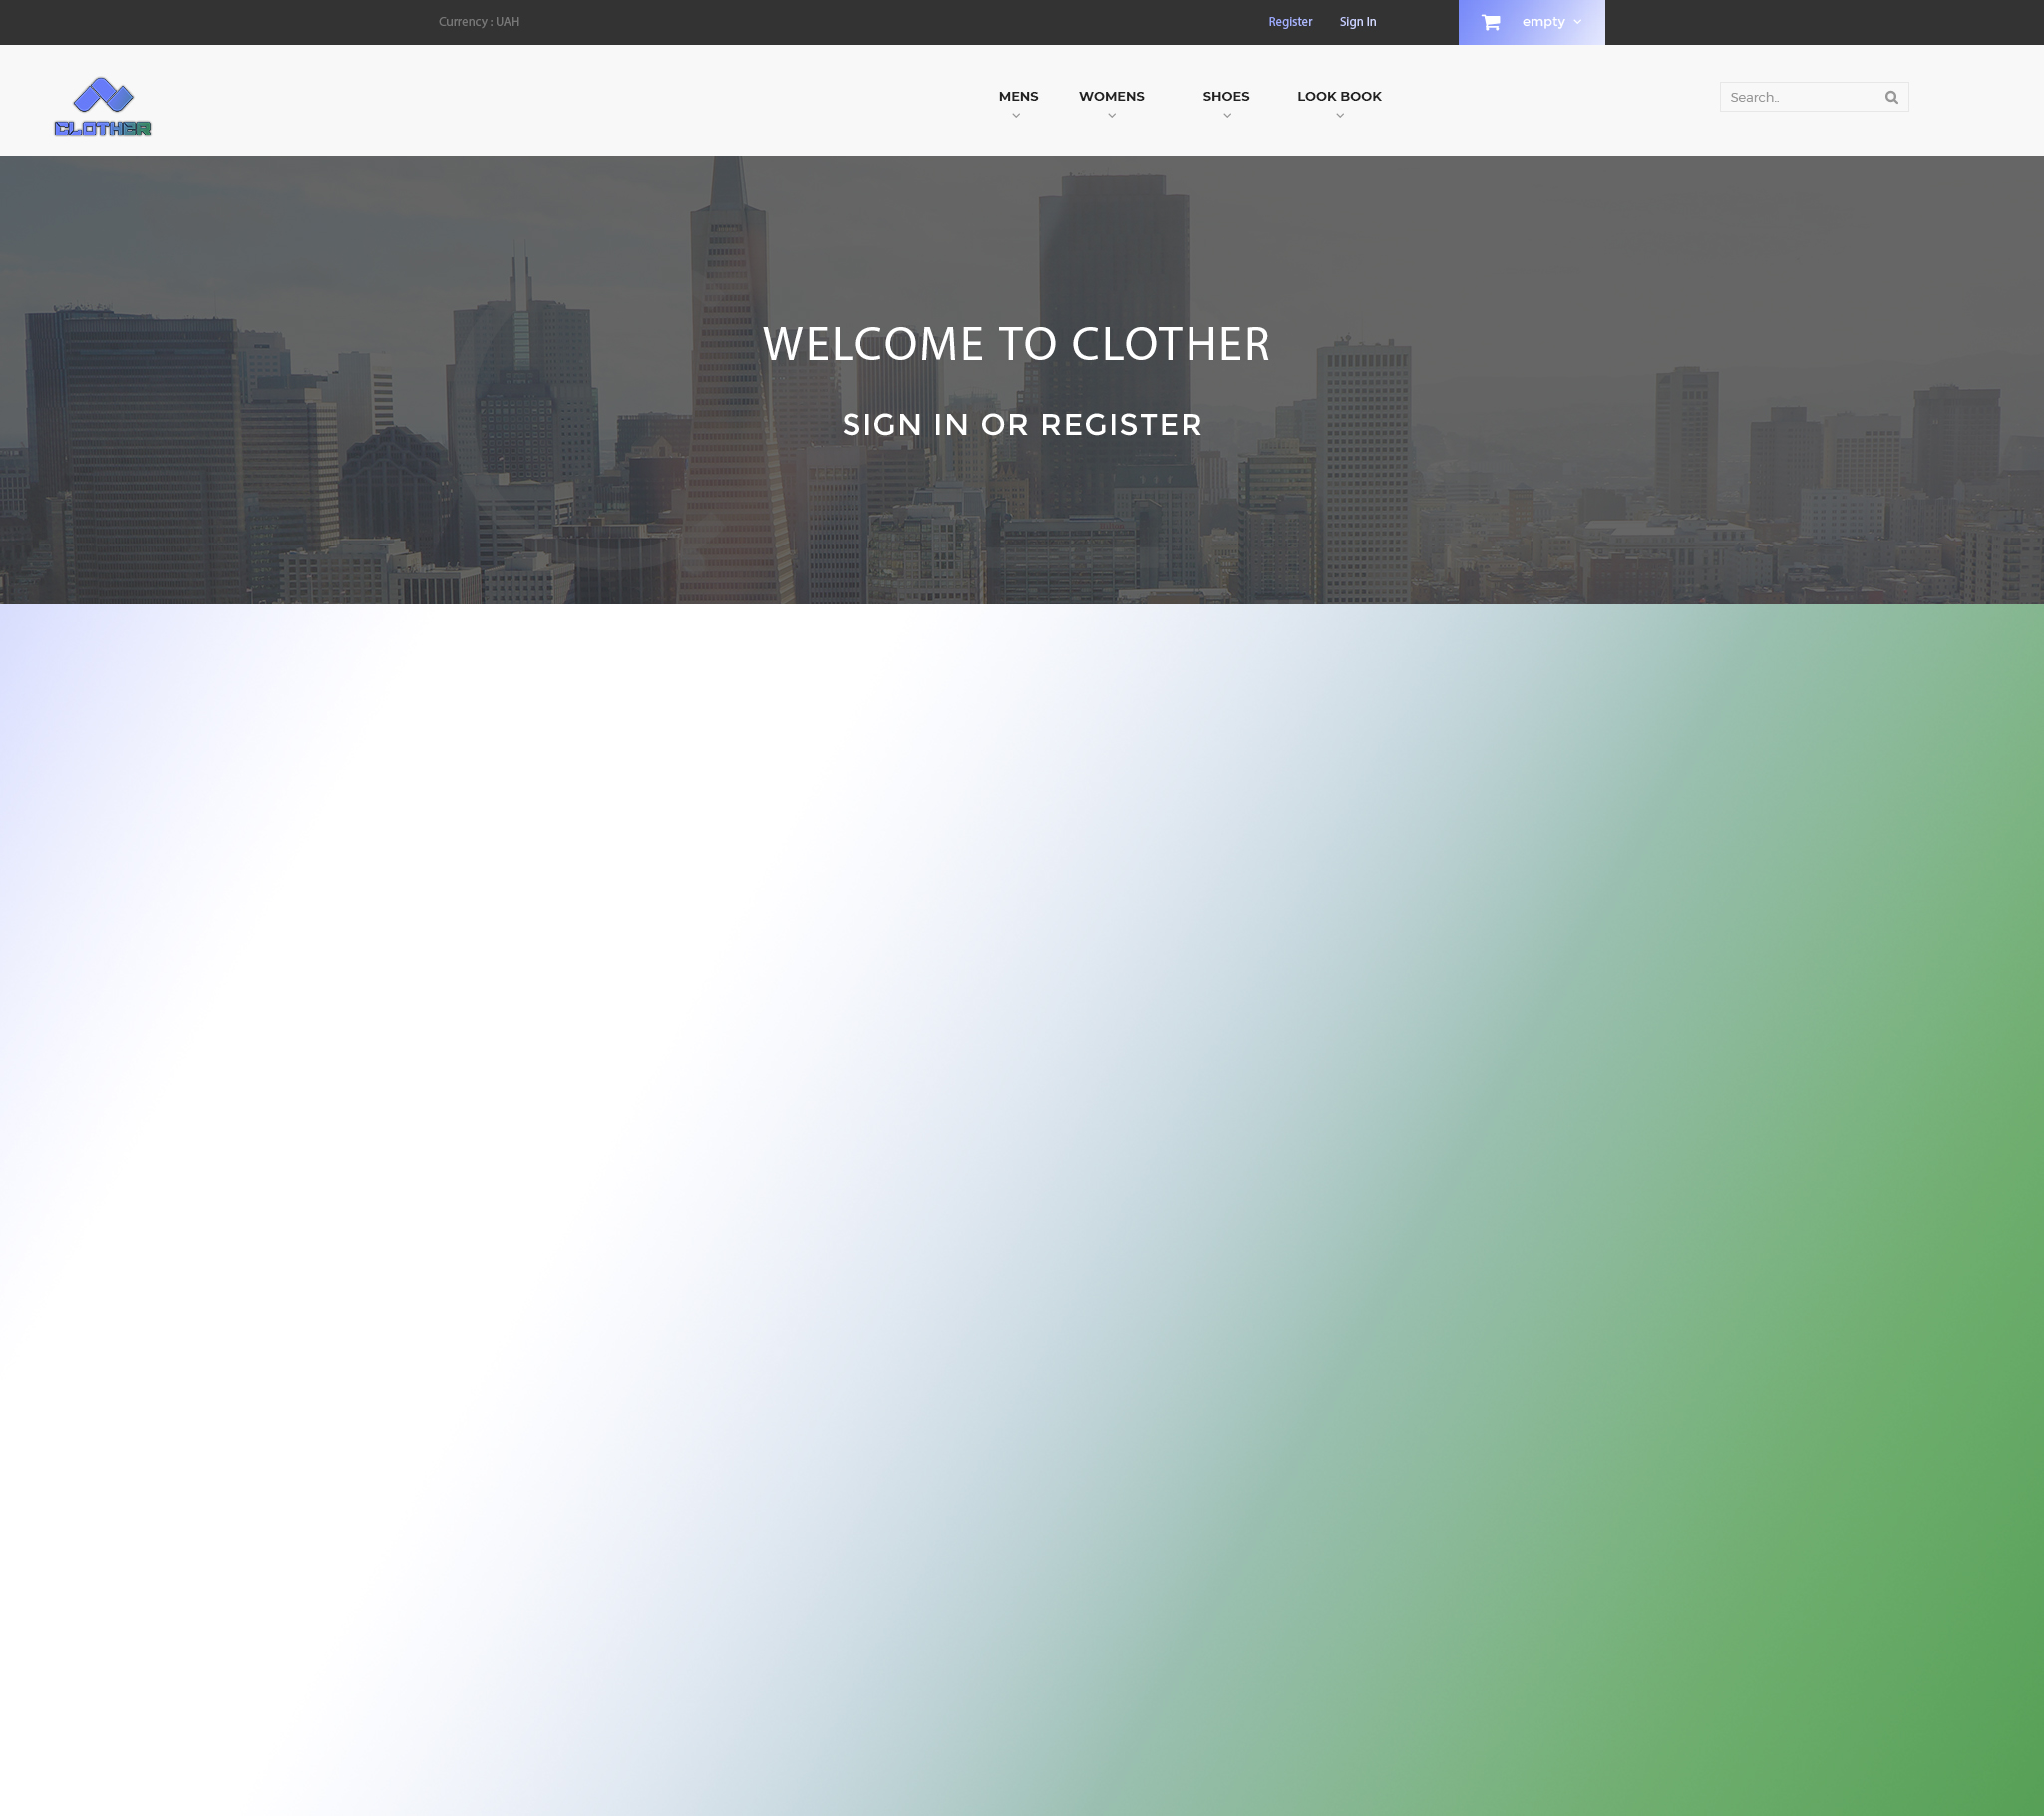 Currency : UAH
Register
Sign In
empty
CLOTHER
MENS
WOMENS
SHOES
LOOK BOOK
Search..
WELCOME TO CLOTHER
SIGN IN OR REGISTER